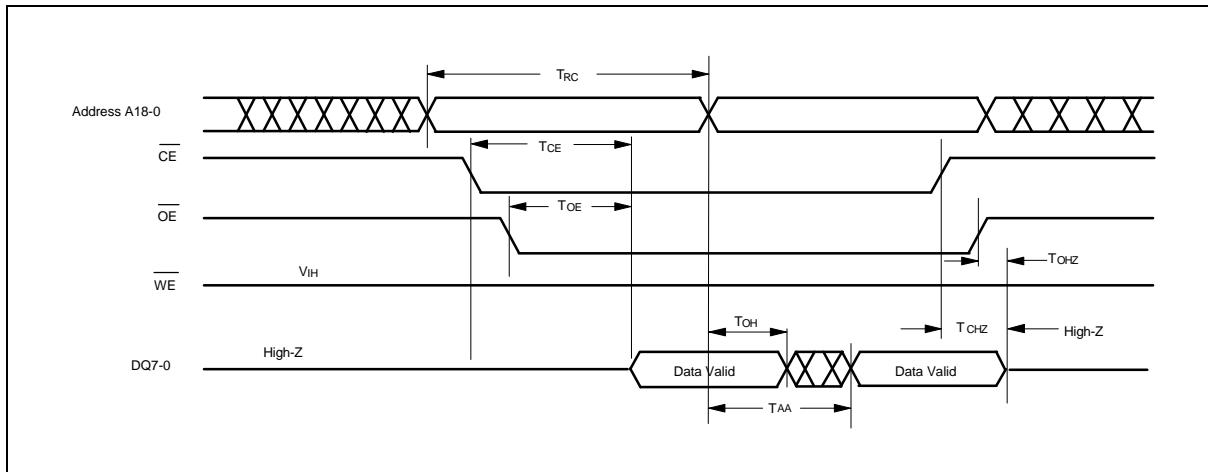 TRC
Address A18-0
TCE
CE
TOE
OE
TOHZ
VIH
WE
TOH
TCHZ
High-Z
High-Z
DQ7-0
Data Valid
Data Valid
TAA